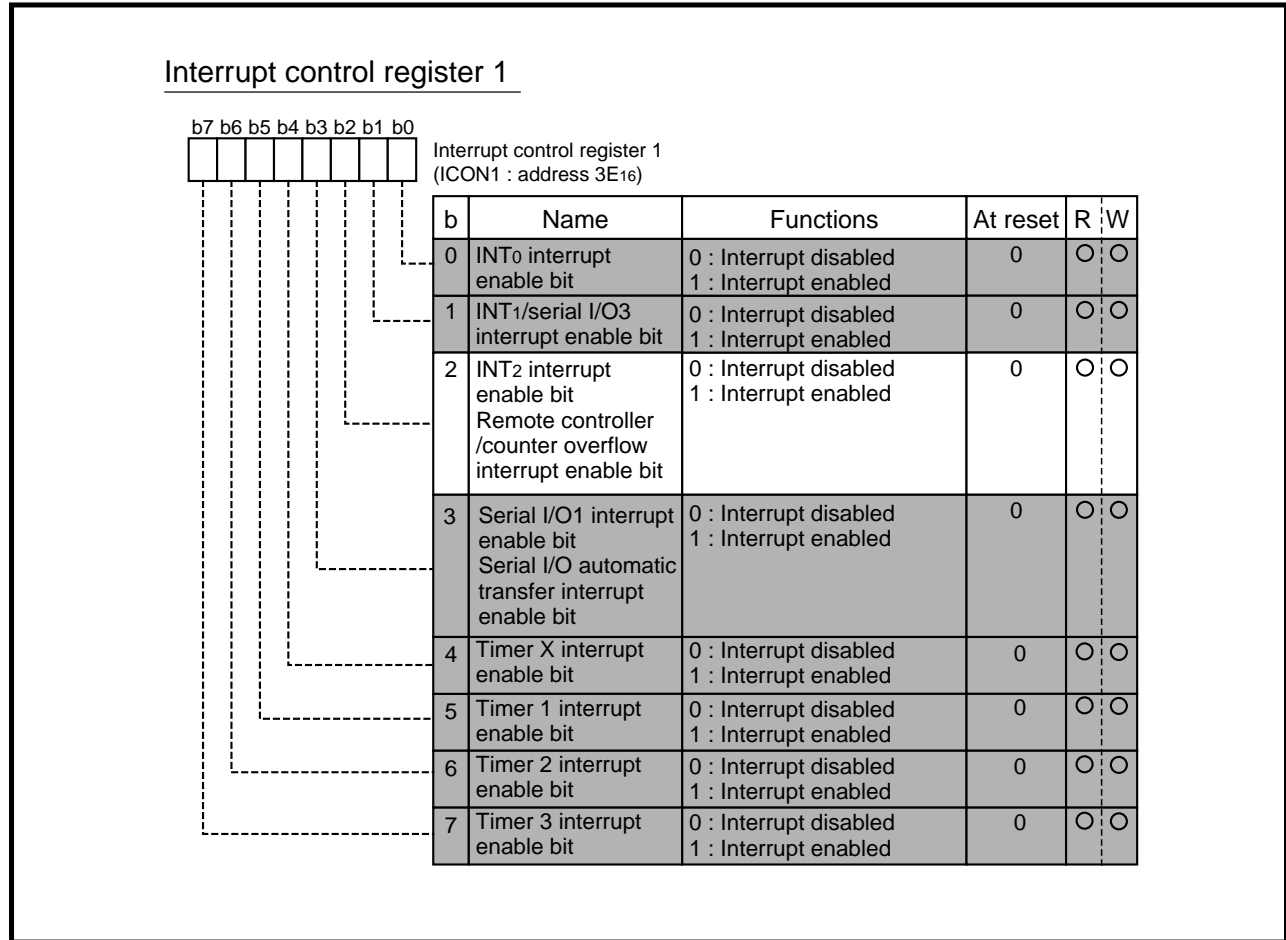 Interrupt control register 1
b7 b6 b5 b4 b3 b2 b1 b0
Interrupt control register 1
(ICON1 : address 3E16)
b Name Functions At reset R W
0 INT0 interrupt 0 : Interrupt disabled 0 ○ ○
enable bit 1 : Interrupt enabled
1 INT1/serial I/O3 0 : Interrupt disabled 0 ○ ○
interrupt enable bit 1 : Interrupt enabled
2 INT2 interrupt 0 : Interrupt disabled 0 ○ ○
enable bit 1 : Interrupt enabled
Remote controller
/counter overflow
interrupt enable bit
3 Serial I/O1 interrupt 0 : Interrupt disabled 0 ○ ○
enable bit 1 : Interrupt enabled
Serial I/O automatic
transfer interrupt
enable bit
4 Timer X interrupt 0 : Interrupt disabled 0 ○ ○
enable bit 1 : Interrupt enabled
5 Timer 1 interrupt 0 : Interrupt disabled 0 ○ ○
enable bit 1 : Interrupt enabled
6 Timer 2 interrupt 0 : Interrupt disabled 0 ○ ○
enable bit 1 : Interrupt enabled
7 Timer 3 interrupt 0 : Interrupt disabled 0 ○ ○
enable bit 1 : Interrupt enabled